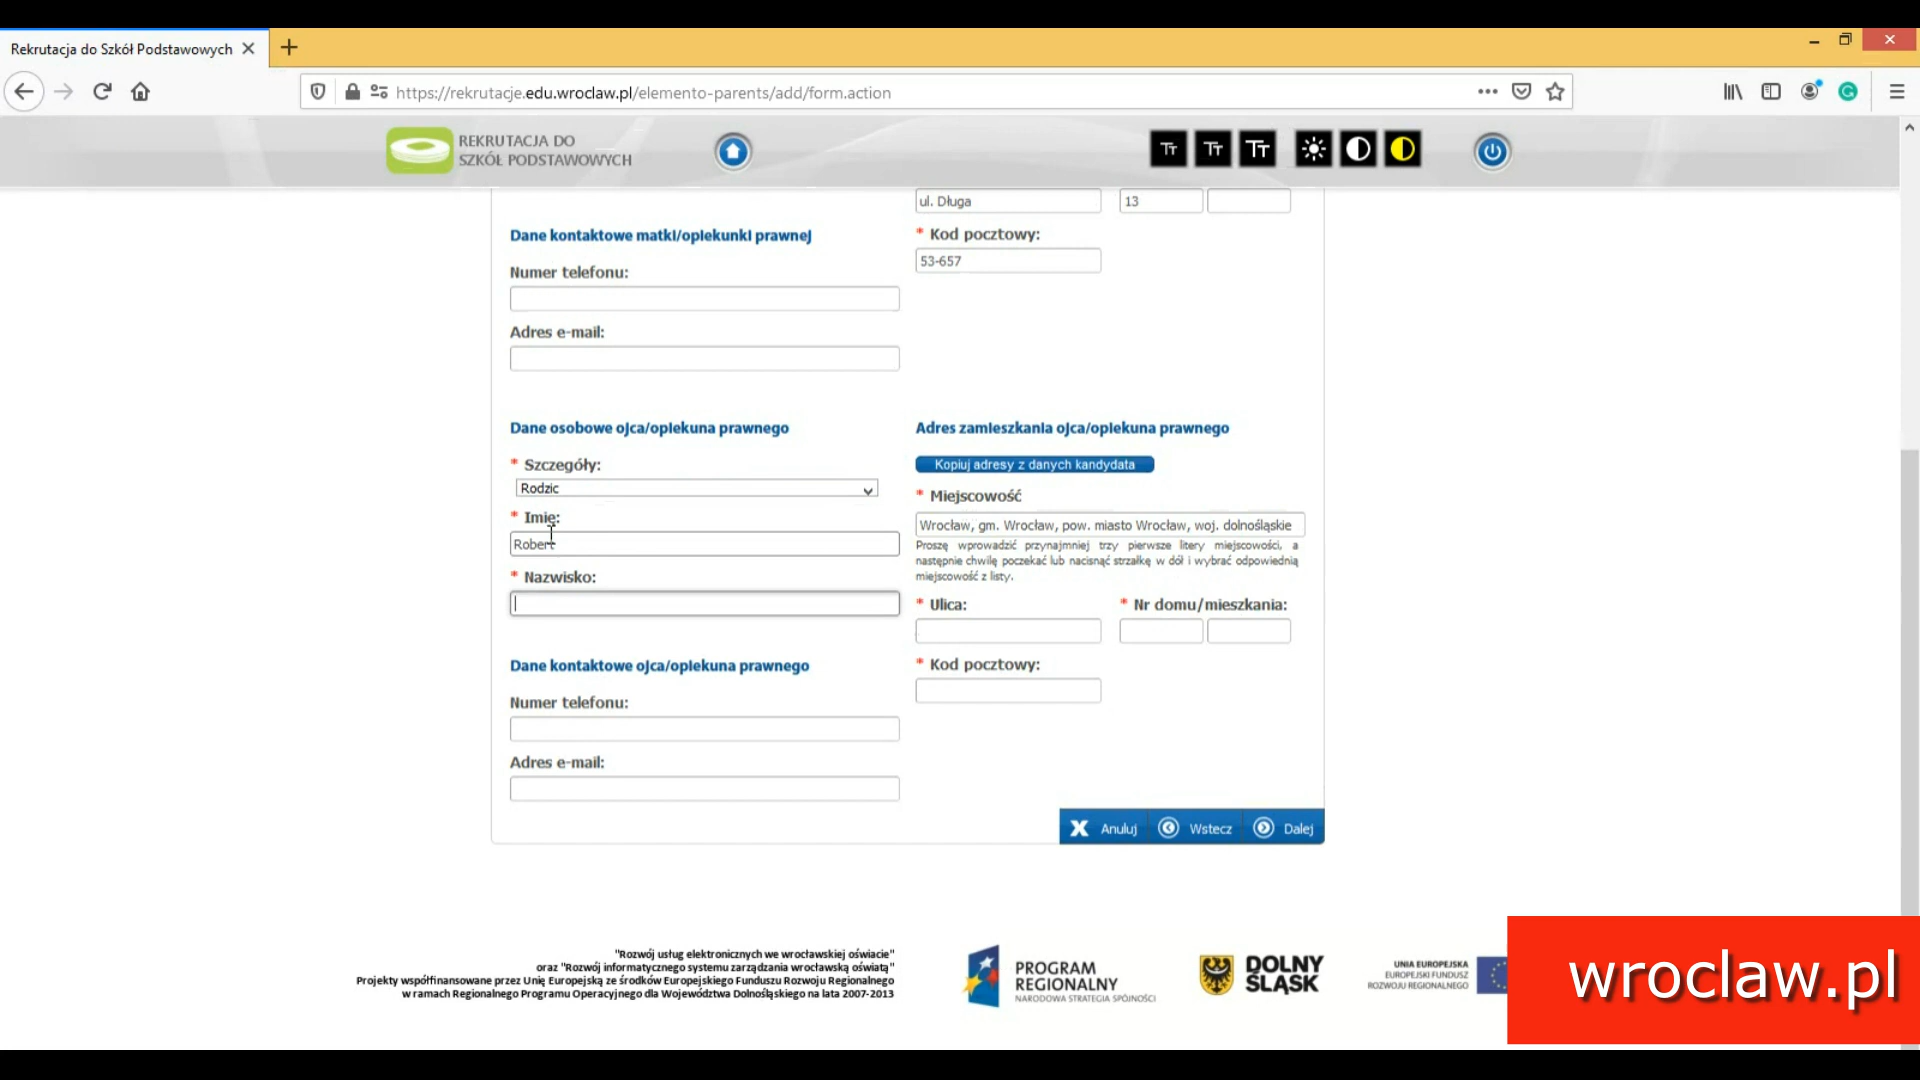 Rekrutacja do Szkół Podstawowych
https://rekrutacje.edu.wroclaw.pl/elemento-parents/add/form.action
REKRUTACJA DO
SZKÓŁ PODSTAWOWYCH
TT TT TT
ul. Długa 13
Dane kontaktowe matki/opiekunki prawnej
* Kod pocztowy:
53-657
Numer telefonu:
Adres e-mail:
Dane osobowe ojca/opiekuna prawnego
Adres zamieszkania ojca/opiekuna prawnego
* Szczegóły:
Kopiuj adresy z danych kandydata
Rodzic
* Miejscowość
* Imię:
Wrocław, gm. Wrocław, pow. miasto Wrocław, woj. dolnośląskie
Robert
Proszę wprowadzić przynajmniej trzy pierwsze litery miejscowości, a
następnie chwilę poczekać lub nacisnąć strzałkę w dół i wybrać odpowiednią
miejscowość z listy.
* Nazwisko:
* Ulica: * Nr domu/mieszkania:
Dane kontaktowe ojca/opiekuna prawnego
* Kod pocztowy:
Numer telefonu:
Adres e-mail:
Anuluj Wstecz Dalej
"Rozwój usług elektronicznych we wrocławskiej oświacie"
oraz "Rozwój informatycznego systemu zarządzania wrocławską oświatą"
Projekty współfinansowane przez Unię Europejską ze środków Europejskiego Funduszu Rozwoju Regionalnego
w ramach Regionalnego Programu Operacyjnego dla Województwa Dolnośląskiego na lata 2007-2013
PROGRAM
REGIONALNY
NARODOWA STRATEGIA SPÓJNOŚCI
DOLNY
ŚLĄSK
UNIA EUROPEJSKA
EUROPEJSKI FUNDUSZ
ROZWOJU REGIONALNEGO
wroclaw.pl